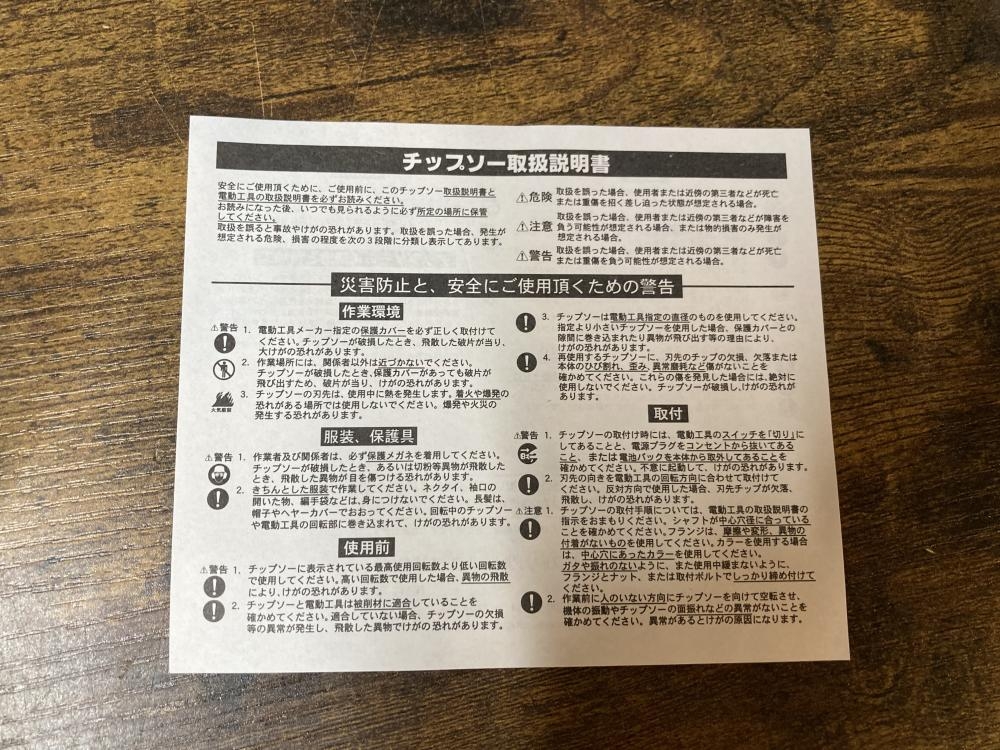 チップソー取扱説明書
安全にご使用頂くために、ご使用前に、このチップソー取扱説明書と
電動工具の取扱説明書を必ずお読みください。
お読みになった後、いつでも見られるように必ず所定の場所に保管
してください。
取扱を誤ると事故やけがの恐れがあります。取扱を誤った場合、発生が
想定される危険、損害の程度を次の3段階に分類し表示してあります。
⚠危険 取扱を誤った場合、使用者または近傍の第三者などが死亡
または重傷を招く差し迫った状態が想定される場合。
⚠注意 取扱を誤った場合、使用者または近傍の第三者などが障害を
負う可能性が想定される場合、または物的損害のみ発生が
想定される場合。
⚠警告 取扱を誤った場合、使用者または近傍の第三者などが死亡
または重傷を負う可能性が想定される場合。
災害防止と、安全にご使用頂くための警告
作業環境
⚠警告 1. 電動工具メーカー指定の保護カバーを必ず正しく取付けて
ください。チップソーが破損したとき、飛散した破片が当り、
大けがの恐れがあります。
2. 作業場所には、関係者以外は近づかないでください。
チップソーが破損したとき、保護カバーがあっても破片が
飛び出すため、破片が当り、けがの恐れがあります。
3. チップソーの刃先は、使用中に熱を発生します。着火や爆発の
恐れがある場所では使用しないでください。爆発や火災の
発生する恐れがあります。
火気厳禁
服装、保護具
⚠警告 1. 作業者及び関係者は、必ず保護メガネを着用してください。
チップソーが破損したとき、あるいは切粉等異物が飛散した
とき、飛散した異物が目を傷つける恐れがあります。
2. きちんとした服装で作業してください。ネクタイ、袖口の
開いた物、編手袋などは、身につけないでください。長髪は、
帽子やヘヤーカバーでおおってください。回転中のチップソー
や電動工具の回転部に巻き込まれて、けがの恐れがあります。
使用前
⚠警告 1. チップソーに表示されている最高使用回転数より低い回転数
で使用してください。高い回転数で使用した場合、異物の飛散
により、けがの恐れがあります。
2. チップソーと電動工具は被削材に適合していることを
確かめてください。適合していない場合、チップソーの欠損
等の異常が発生し、飛散した異物でけがの恐れがあります。
3. チップソーは電動工具指定の直径のものを使用してください。
指定より小さいチップソーを使用した場合、保護カバーとの
隙間に巻き込まれたり異物が飛び出す等の理由により、
けがの恐れがあります。
4. 再使用するチップソーに、刃先のチップの欠損、欠落または
本体のひび割れ、歪み、異常磨耗など傷がないことを
確かめてください。これらの傷を発見した場合には、絶対に
使用しないでください。チップソーが破損し、けがの恐れが
あります。
取付
⚠警告 1. チップソーの取付け時には、電動工具のスイッチを「切り」に
してあることと、電源プラグをコンセントから抜いてある
こと、または電池パックを本体から取外してあることを
確かめてください。不意に起動して、けがの恐れがあります。
2. 刃先の向きを電動工具の回転方向に合わせて取付けて
ください。反対方向で使用した場合、刃先チップが欠落、
飛散し、けがの恐れがあります。
⚠注意 1. チップソーの取付手順については、電動工具の取扱説明書の
指示をおまもりください。シャフトが中心穴径に合っている
ことを確かめてください。フランジは、摩擦や変形、異物の
付着がないものを使用してください。カラーを使用する場合
は、中心穴にあったカラーを使用してください。
ガタや振れのないように、また使用中緩まないように、
フランジとナット、または取付ボルトでしっかり締め付けて
ください。
2. 作業前に人のいない方向にチップソーを向けて空転させ、
機体の振動やチップソーの面振れなどの異常がないことを
確かめてください。異常があるとけがの原因になります。